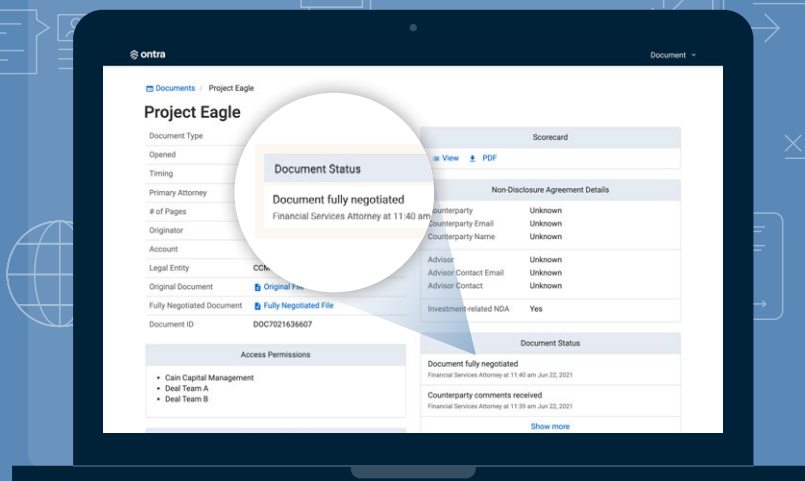 ontra
Document
Documents / Project Eagle
Project Eagle
Document Type
Opened
Timing
Primary Attorney
# of Pages
Originator
Account
Legal Entity
Original Document Original
Fully Negotiated Document Fully Negotiated File
Document ID DOC7021636607
Access Permissions
• Cain Capital Management
• Deal Team A
• Deal Team B
Document Status
Document fully negotiated
Financial Services Attorney at 11:40 am
Scorecard
View PDF
Non-Disclosure Agreement Details
Counterparty Unknown
Counterparty Email Unknown
Counterparty Name Unknown
Advisor Unknown
Advisor Contact Email Unknown
Advisor Contact Unknown
Investment-related NDA Yes
Document Status
Document fully negotiated
Financial Services Attorney at 11:40 am Jun 22, 2021
Counterparty comments received
Financial Services Attorney at 11:39 am Jun 22, 2021
Show more